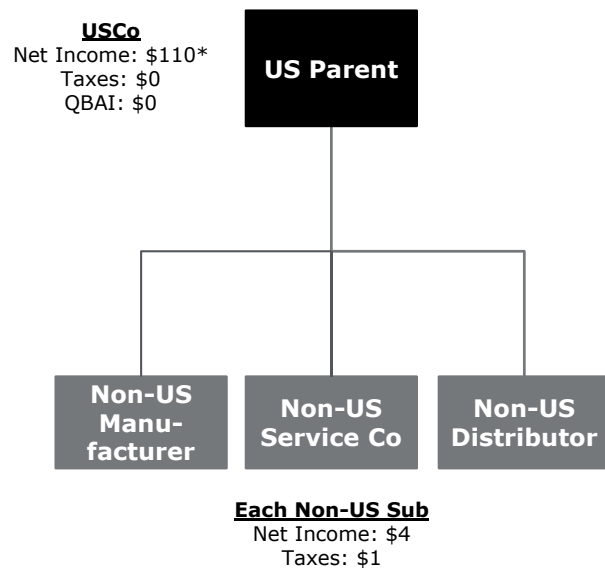 USCo
Net Income: $110*
Taxes: $0
QBAI: $0
US Parent
Non-US
Manu-
facturer
Non-US
Service Co
Non-US
Distributor
Each Non-US Sub
Net Income: $4
Taxes: $1